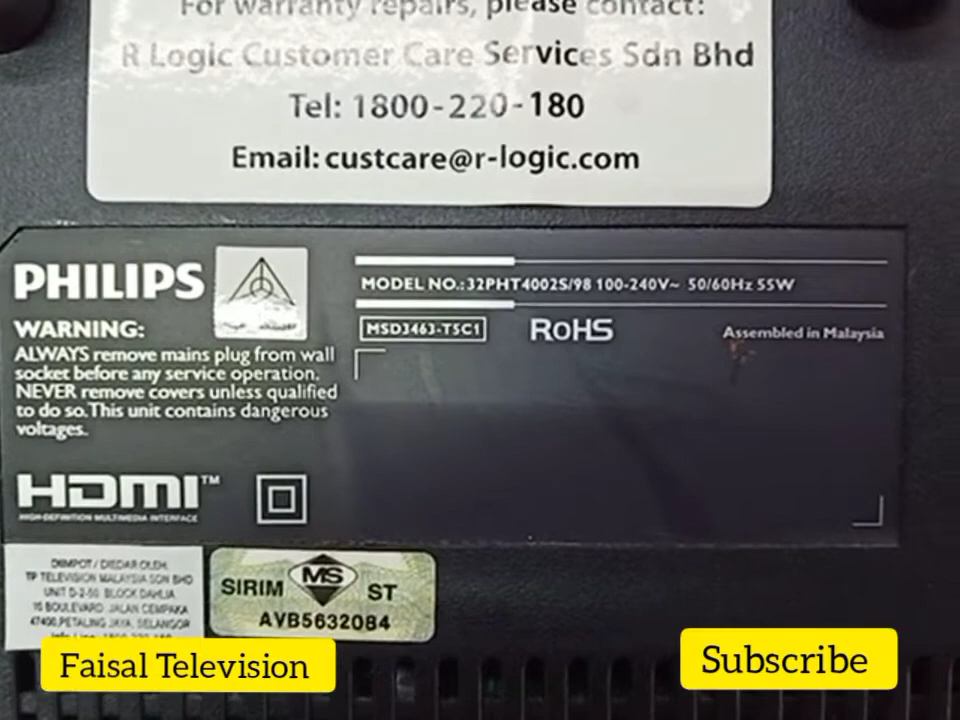 For warranty repairs, please contact:
R Logic Customer Care Services Sdn Bhd
Tel: 1800-220-180
Email: custcare@r-logic.com
PHILIPS
MODEL NO.: 32PHT4002S/98 100-240V~ 50/60Hz 55W
MSD3463-T5C1
RoHS
Assembled in Malaysia
WARNING:
ALWAYS remove mains plug from wall
socket before any service operation.
NEVER remove covers unless qualified
to do so. This unit contains dangerous
voltages.
HDMI™
HIGH-DEFINITION MULTIMEDIA INTERFACE
DIIMPOT / DIEDAR OLEH:
TP TELEVISION MALAYSIA SDN BHD
UNIT D-2-50 BLOCK DAHLIA
10 BOULEVARD JALAN CEMPAKA
47400, PETALING JAYA, SELANGOR
SIRIM MS ST
AVB5632084
Faisal Television
Subscribe